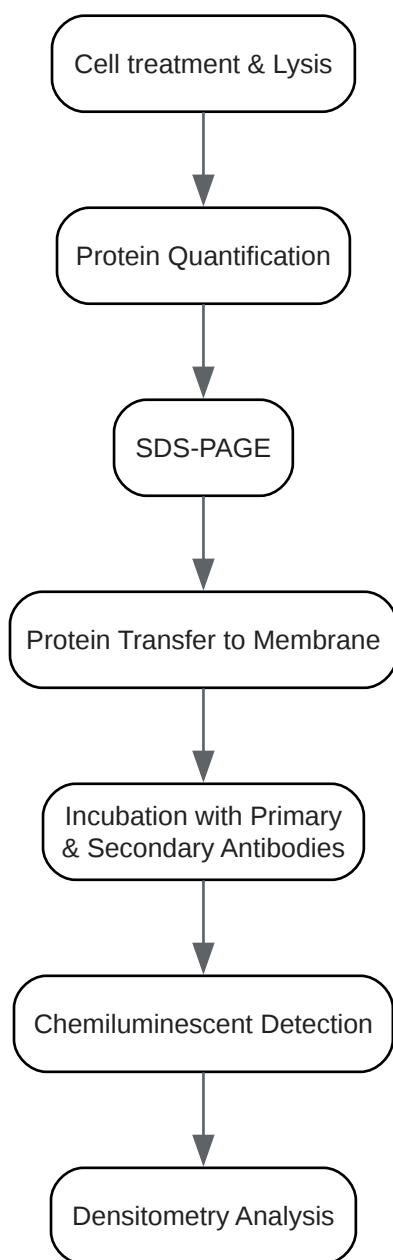 Cell treatment & Lysis
Protein Quantification
SDS-PAGE
Protein Transfer to Membrane
Incubation with Primary
& Secondary Antibodies
Chemiluminescent Detection
Densitometry Analysis